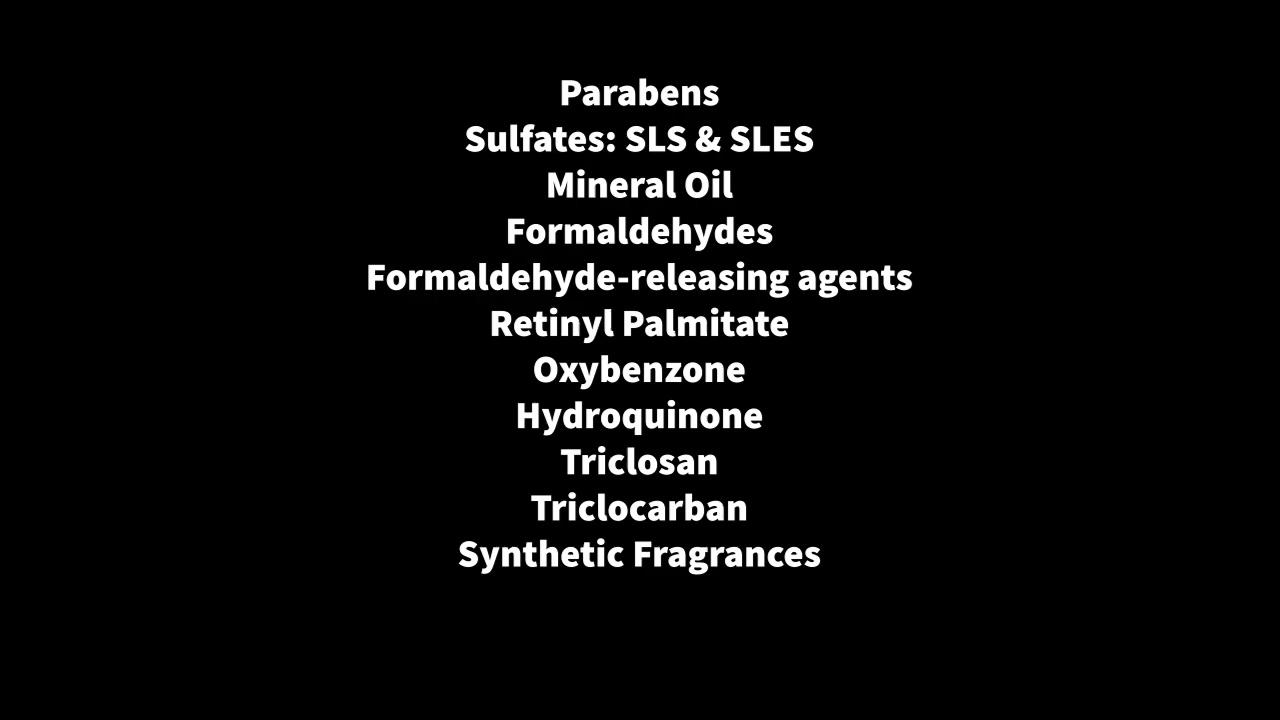 Parabens
Sulfates: SLS & SLES
Mineral Oil
Formaldehydes
Formaldehyde-releasing agents
Retinyl Palmitate
Oxybenzone
Hydroquinone
Triclosan
Triclocarban
Synthetic Fragrances